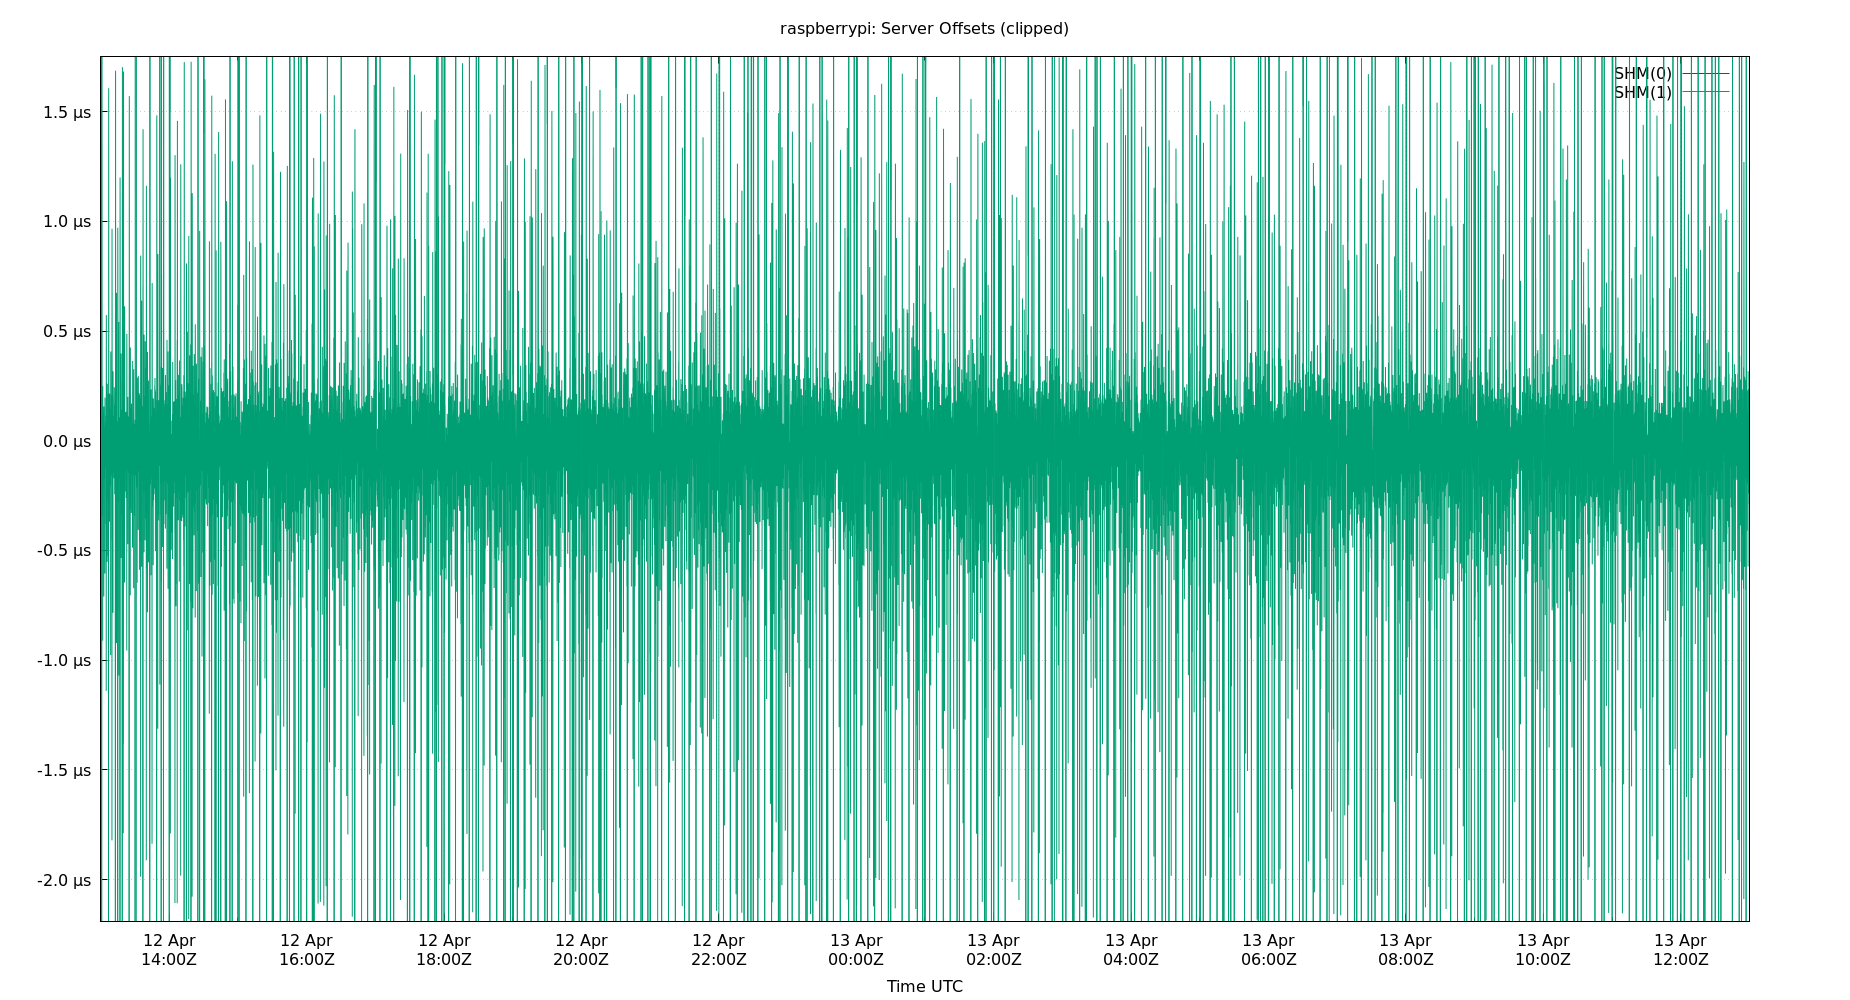 raspberrypi: Server Offsets (clipped)
SHM(0)
SHM(1)
1.5 µs
1.0 µs
0.5 µs
0.0 µs
-0.5 µs
-1.0 µs
-1.5 µs
-2.0 µs
12 Apr 12 Apr 12 Apr 12 Apr 12 Apr 13 Apr 13 Apr 13 Apr 13 Apr 13 Apr 13 Apr 13 Apr
14:00Z 16:00Z 18:00Z 20:00Z 22:00Z 00:00Z 02:00Z 04:00Z 06:00Z 08:00Z 10:00Z 12:00Z
Time UTC